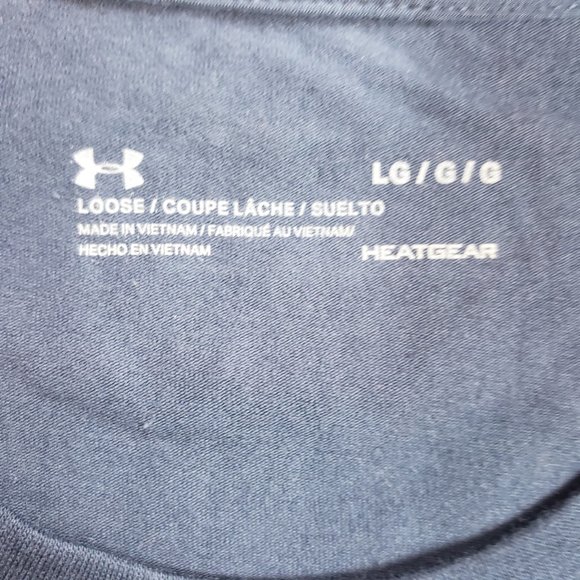 LG / G / G
LOOSE / COUPE LÂCHE / SUELTO
MADE IN VIETNAM / FABRIQUÉ AU VIETNAM/
HECHO EN VIETNAM
HEATGEAR